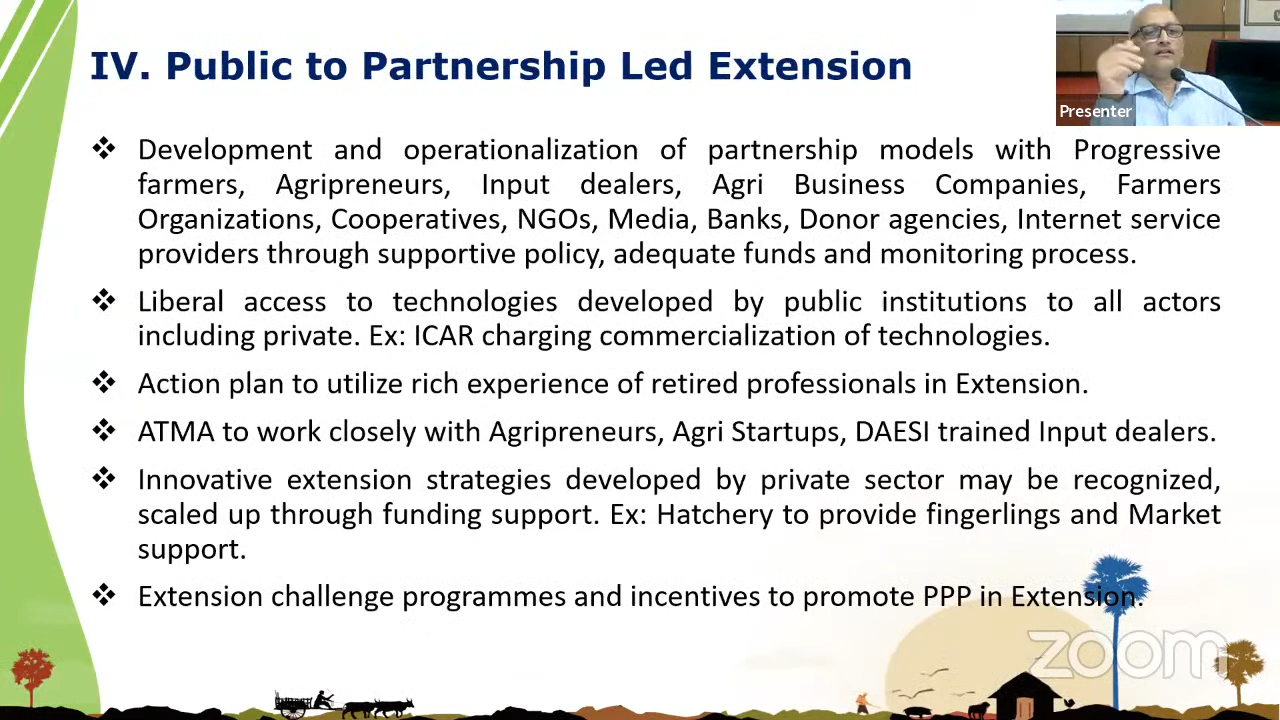 IV. Public to Partnership Led Extension
Presenter
❖ Development and operationalization of partnership models with Progressive
farmers, Agripreneurs, Input dealers, Agri Business Companies, Farmers
Organizations, Cooperatives, NGOs, Media, Banks, Donor agencies, Internet service
providers through supportive policy, adequate funds and monitoring process.
❖ Liberal access to technologies developed by public institutions to all actors
including private. Ex: ICAR charging commercialization of technologies.
❖ Action plan to utilize rich experience of retired professionals in Extension.
❖ ATMA to work closely with Agripreneurs, Agri Startups, DAESI trained Input dealers.
❖ Innovative extension strategies developed by private sector may be recognized,
scaled up through funding support. Ex: Hatchery to provide fingerlings and Market
support.
❖ Extension challenge programmes and incentives to promote PPP in Extension.
zoom